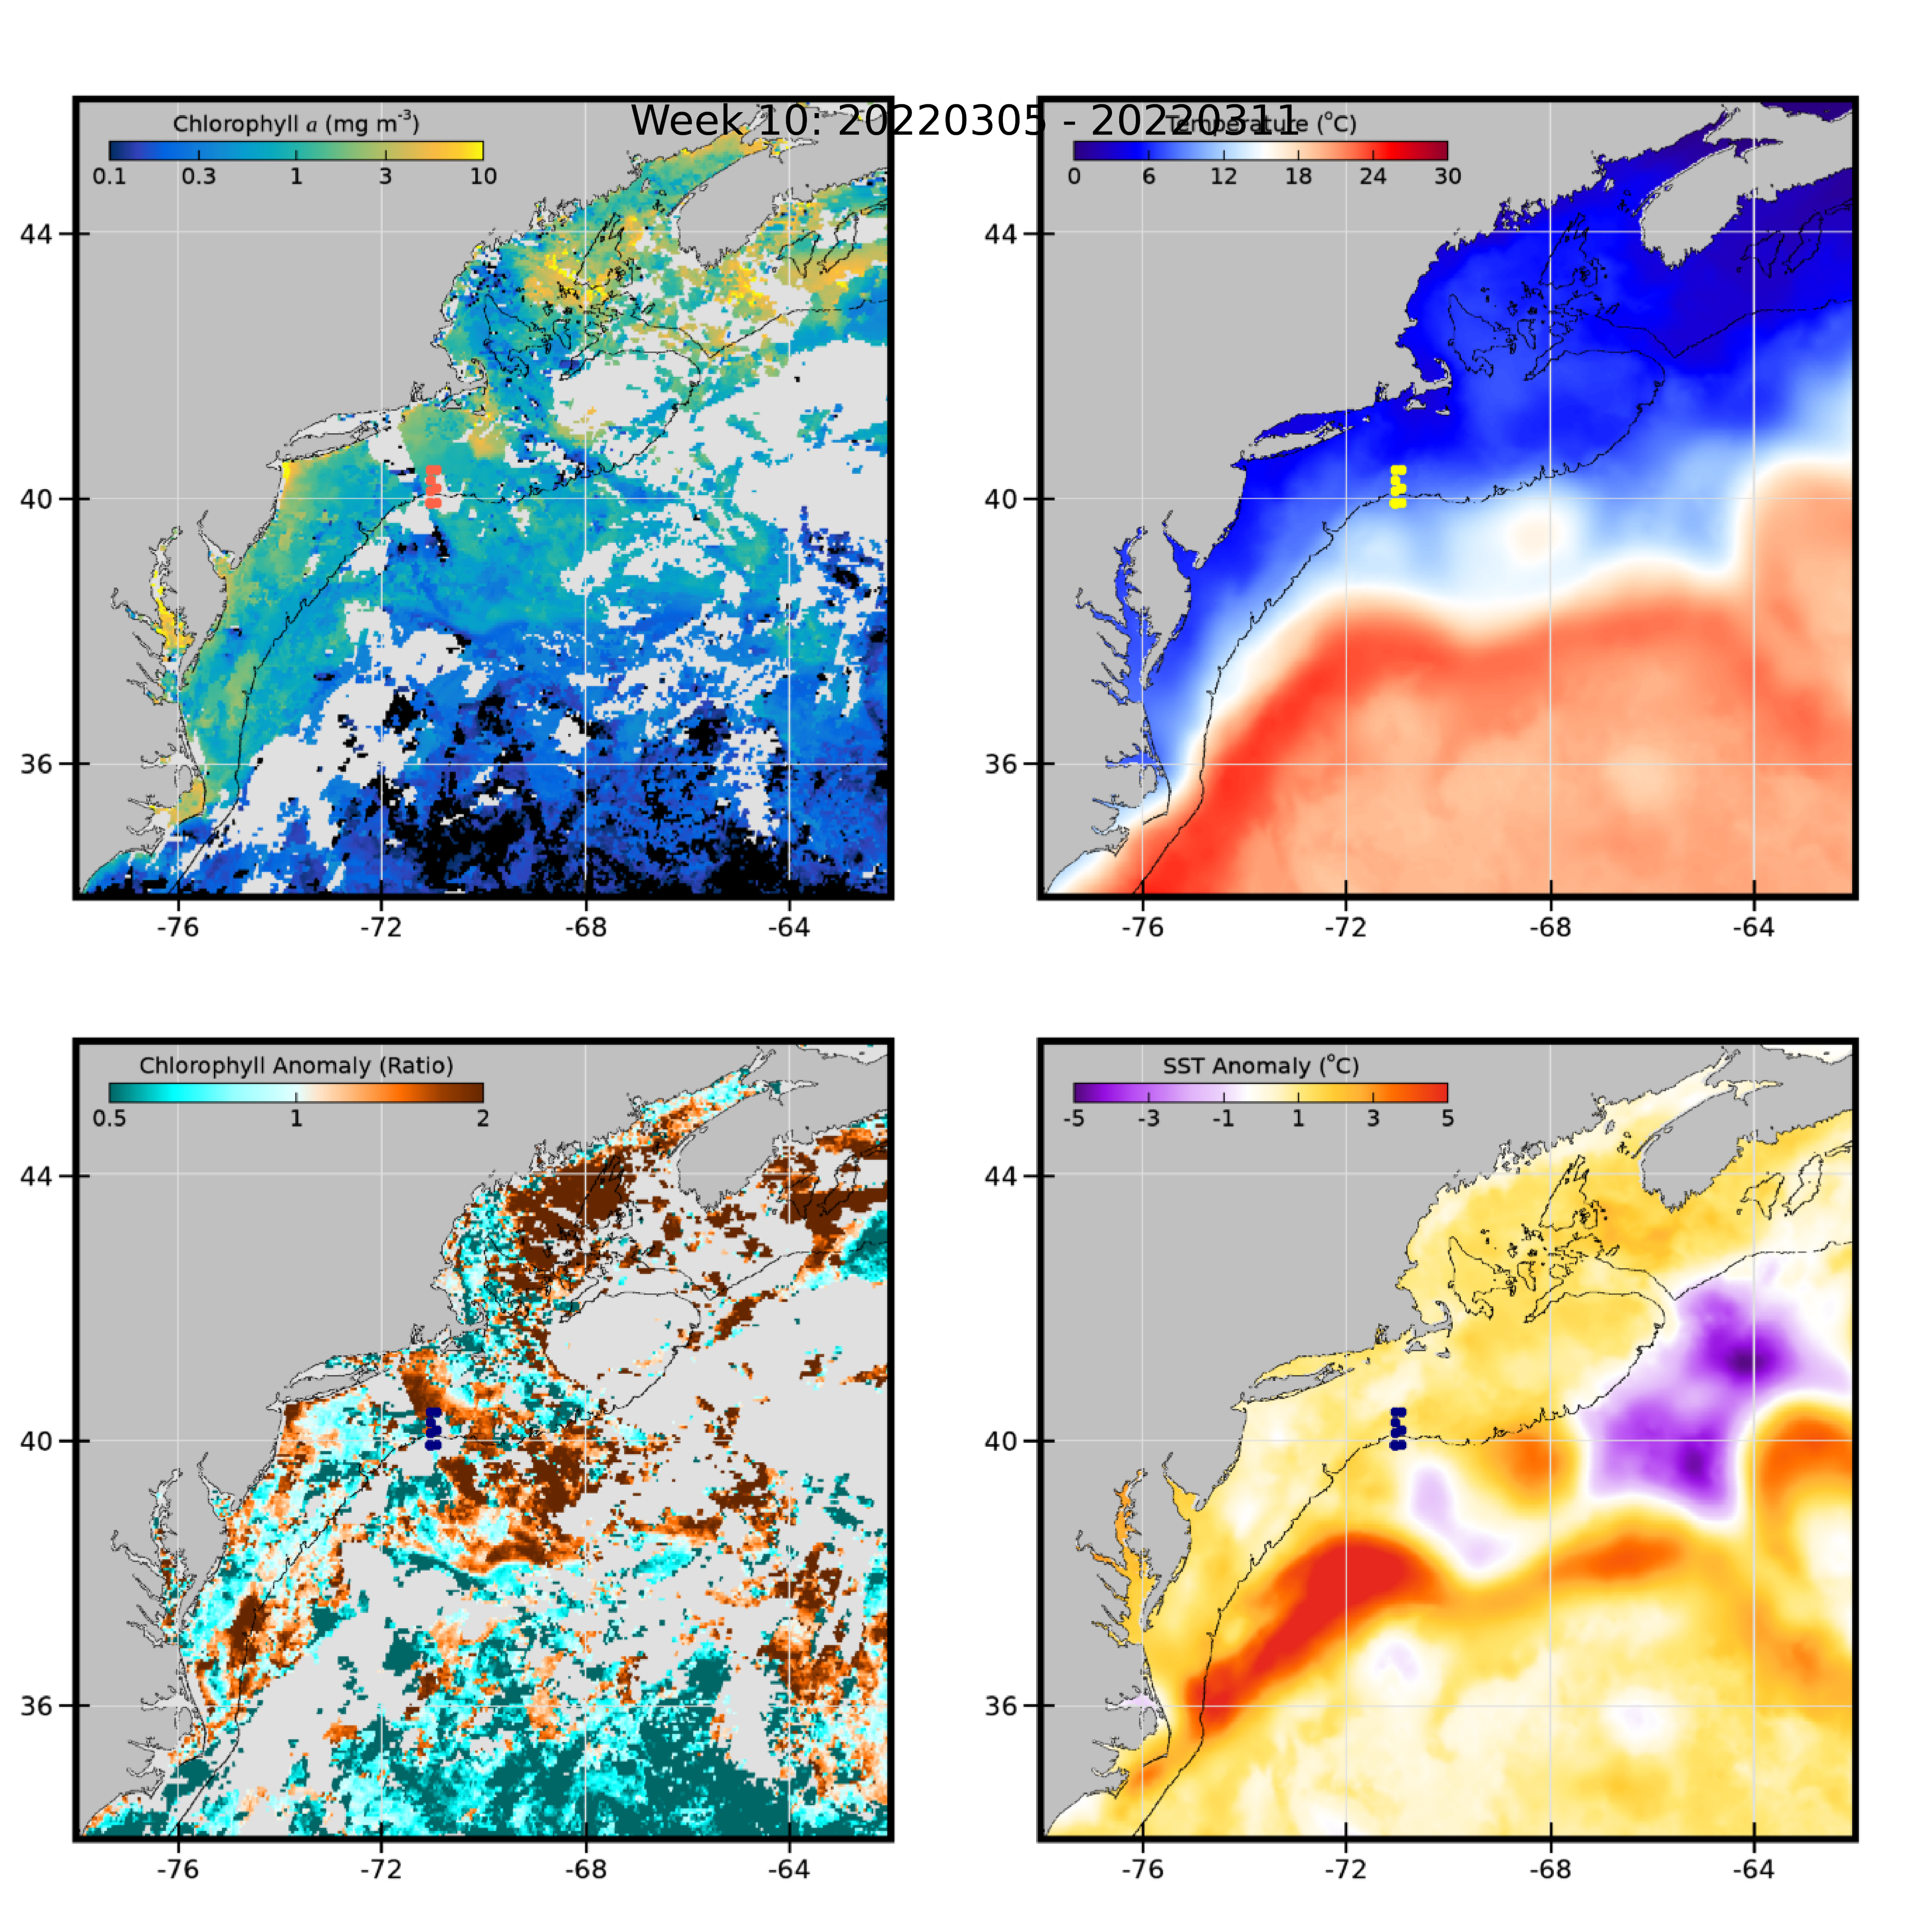 Week 10: 20220305 - 20220311
Chlorophyll a (mg m-3)
0.1 0.3 1 3 10
44
40
36
-76 -72 -68 -64
Temperature (°C)
0 6 12 18 24 30
44
40
36
-76 -72 -68 -64
Chlorophyll Anomaly (Ratio)
0.5 1 2
44
40
36
-76 -72 -68 -64
SST Anomaly (°C)
-5 -3 -1 1 3 5
44
40
36
-76 -72 -68 -64